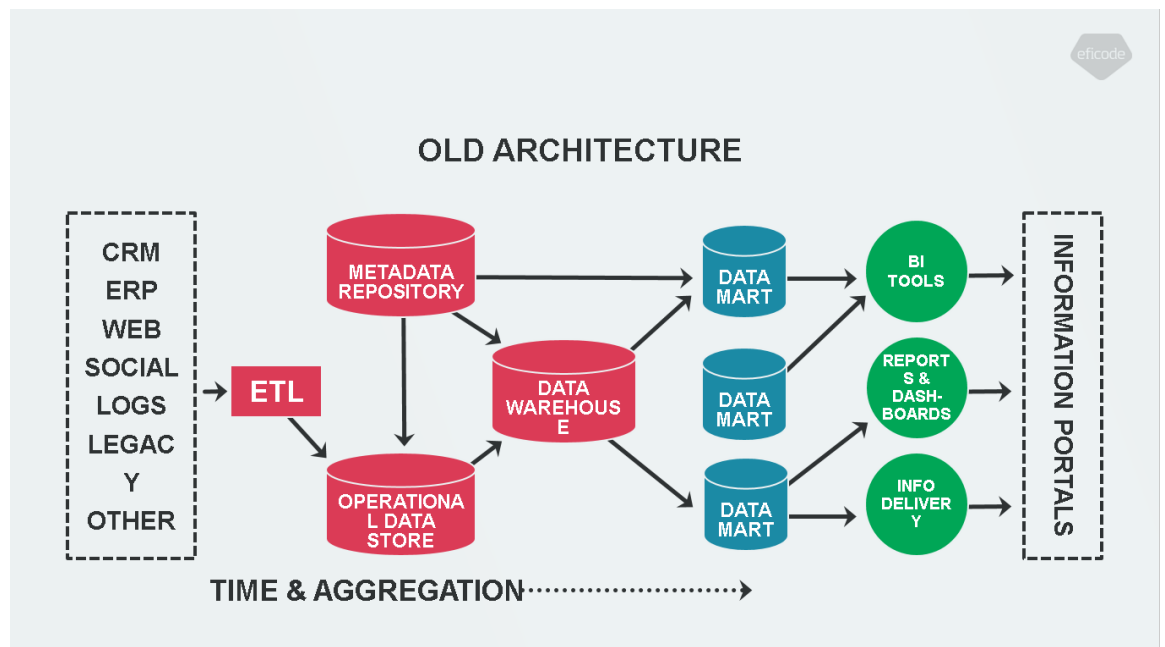 eficode
OLD ARCHITECTURE
CRM
ERP
WEB
SOCIAL
LOGS
LEGAC
Y
OTHER
ETL
METADATA
REPOSITORY
OPERATIONA
L DATA
STORE
DATA
WAREHOUS
E
DATA
MART
DATA
MART
DATA
MART
BI
TOOLS
REPORT
S &
DASH-
BOARDS
INFO
DELIVER
Y
INFORMATION PORTALS
TIME & AGGREGATION